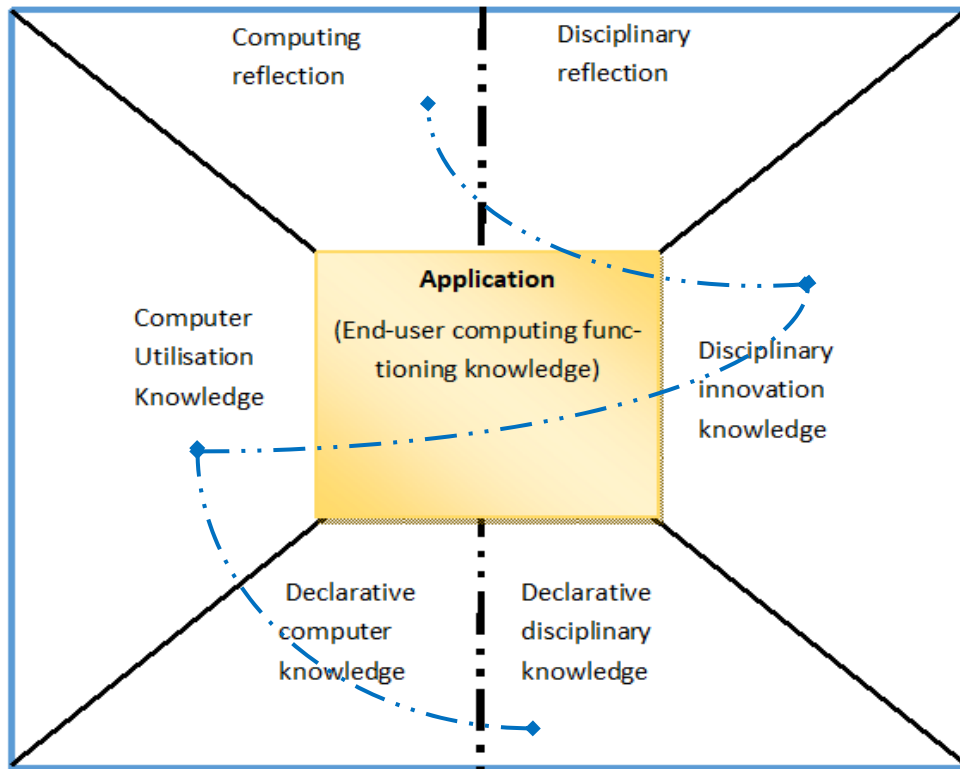 Computing
reflection
Disciplinary
reflection
Application
(End-user computing func-
tioning knowledge)
Computer
Utilisation
Knowledge
Disciplinary
innovation
knowledge
Declarative
computer
knowledge
Declarative
disciplinary
knowledge